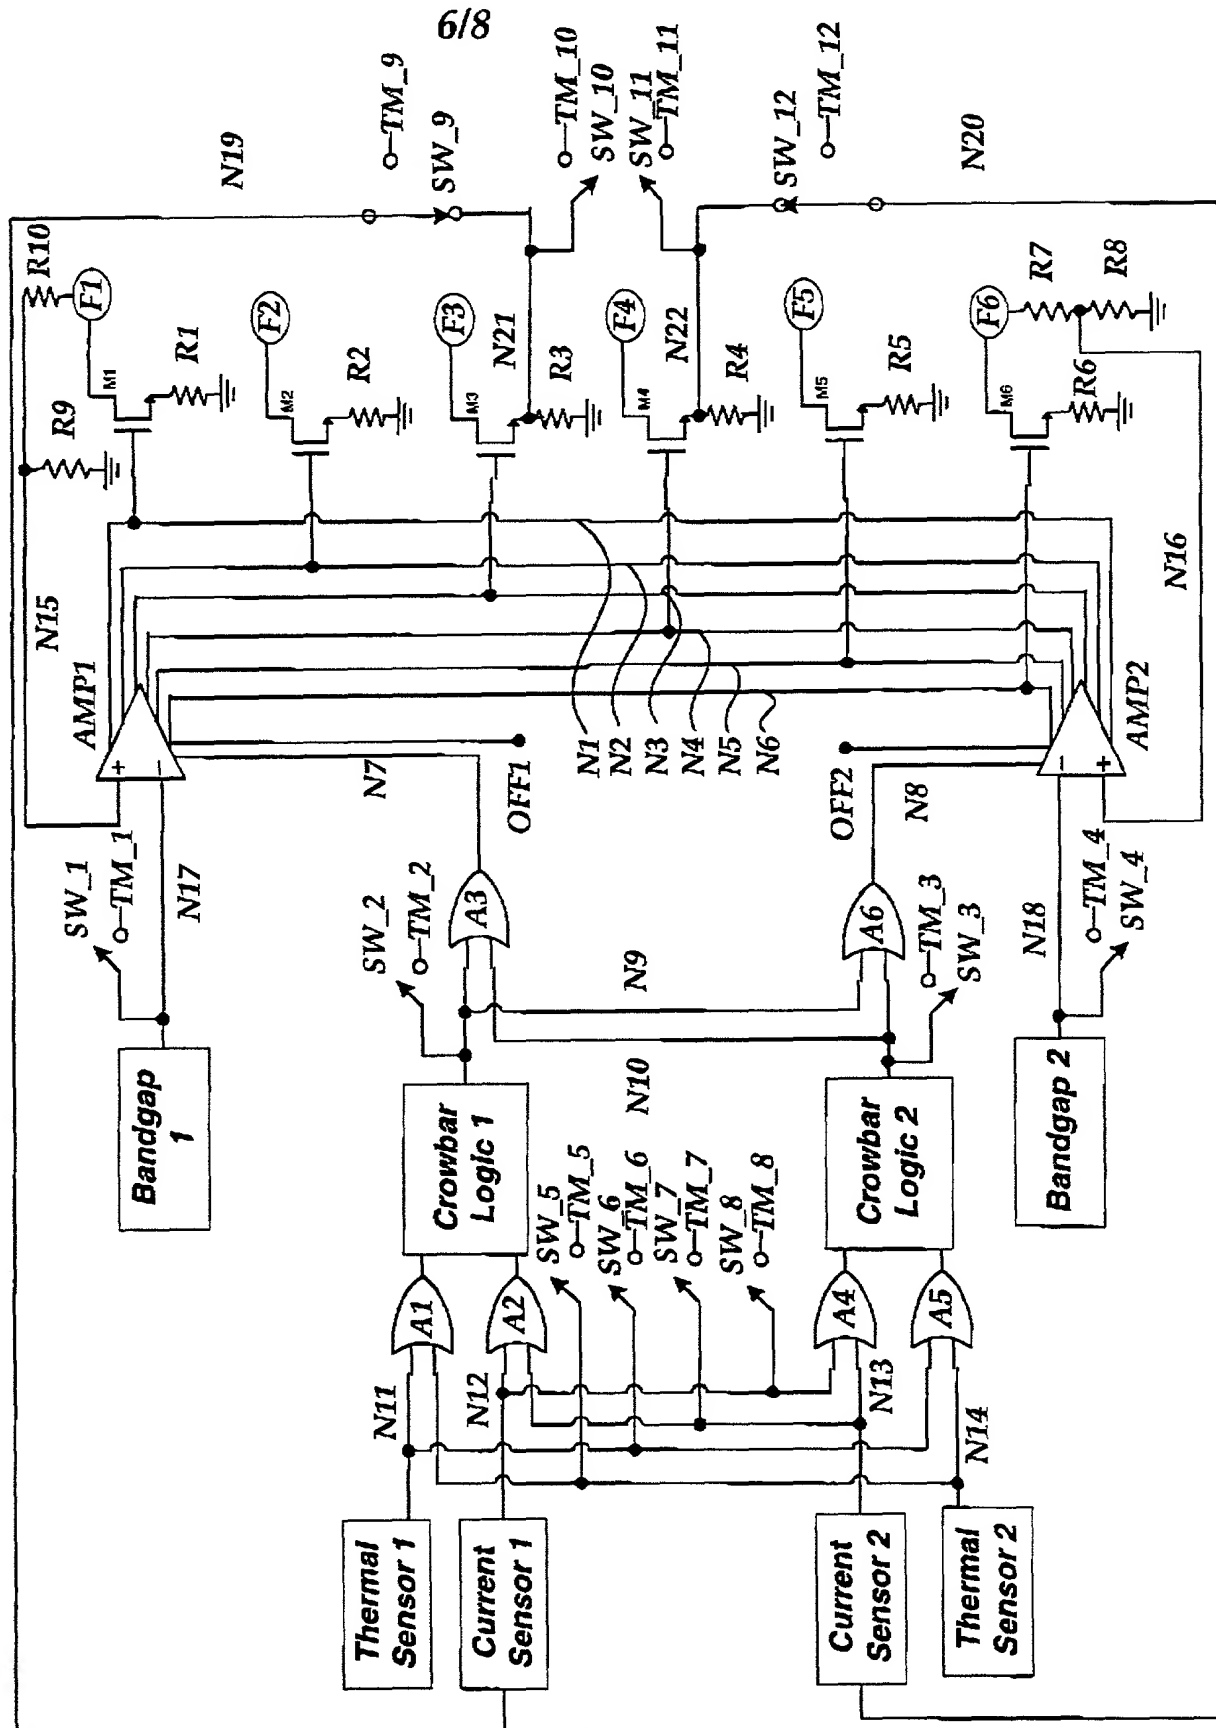 6/8
N19
TM_9
SW_9
TM_10
SW_10
SW_11
TM_11
SW_12
TM_12
N20
R10
F1
M1
R1
R9
F2
M2
R2
F3
M3
N21
R3
F4
M4
N22
R4
F5
M5
R5
F6
M6
R6
R7
R8
N15
AMP1
+
−
N16
AMP2
−
+
N1
N2
N3
N4
N5
N6
N7
OFF1
OFF2
N8
SW_1
TM_1
N17
SW_2
TM_2
A3
N9
A6
TM_3
SW_3
N18
TM_4
SW_4
Bandgap
1
Crowbar
Logic 1
N10
Crowbar
Logic 2
Bandgap 2
SW_5
TM_5
SW_6
TM_6
SW_7
TM_7
SW_8
TM_8
A1
A2
A4
A5
N11
N12
N13
N14
Thermal
Sensor 1
Current
Sensor 1
Current
Sensor 2
Thermal
Sensor 2